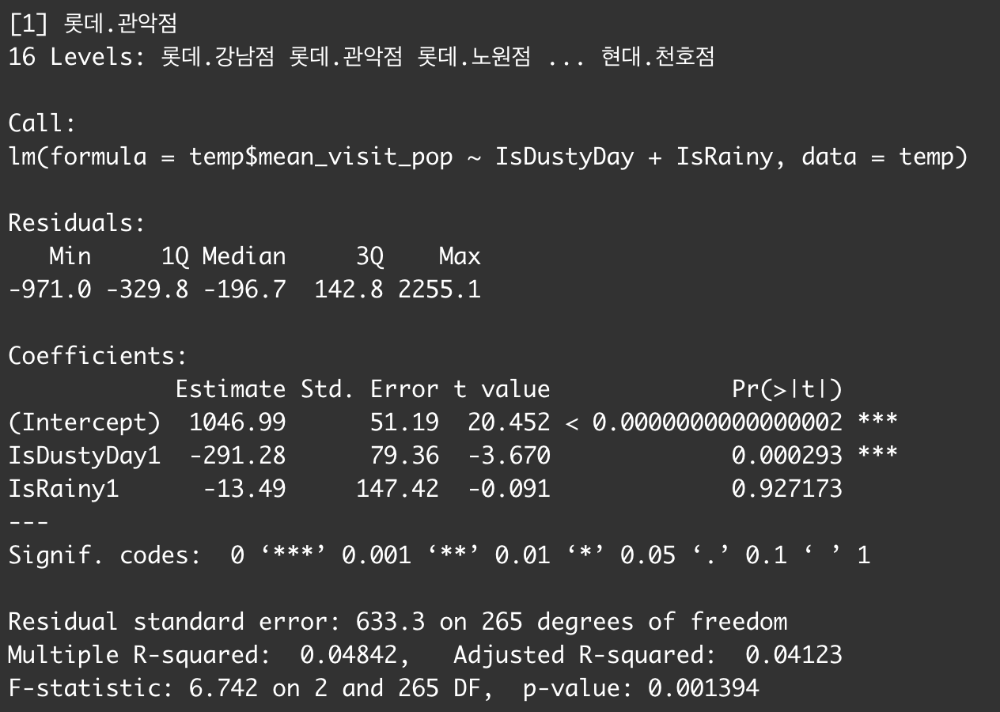 [1] 롯데.관악점
16 Levels: 롯데.강남점 롯데.관악점 롯데.노원점 ... 현대.천호점
Call:
lm(formula = temp$mean_visit_pop ~ IsDustyDay + IsRainy, data = temp)
Residuals:
   Min     1Q Median     3Q    Max
-971.0 -329.8 -196.7  142.8 2255.1
Coefficients:
            Estimate Std. Error t value             Pr(>|t|)
(Intercept)  1046.99      51.19  20.452 < 0.0000000000000002 ***
IsDustyDay1  -291.28      79.36  -3.670             0.000293 ***
IsRainy1      -13.49     147.42  -0.091             0.927173
---
Signif. codes:  0 ‘***’ 0.001 ‘**’ 0.01 ‘*’ 0.05 ‘.’ 0.1 ‘ ’ 1
Residual standard error: 633.3 on 265 degrees of freedom
Multiple R-squared:  0.04842,   Adjusted R-squared:  0.04123
F-statistic: 6.742 on 2 and 265 DF,  p-value: 0.001394